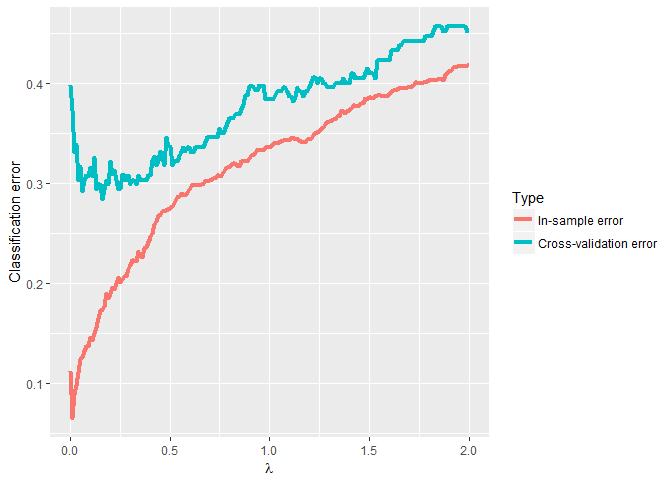 Classification error
0.4
0.3
0.2
0.1
0.0
0.5
1.0
1.5
2.0
λ
Type
In-sample error
Cross-validation error